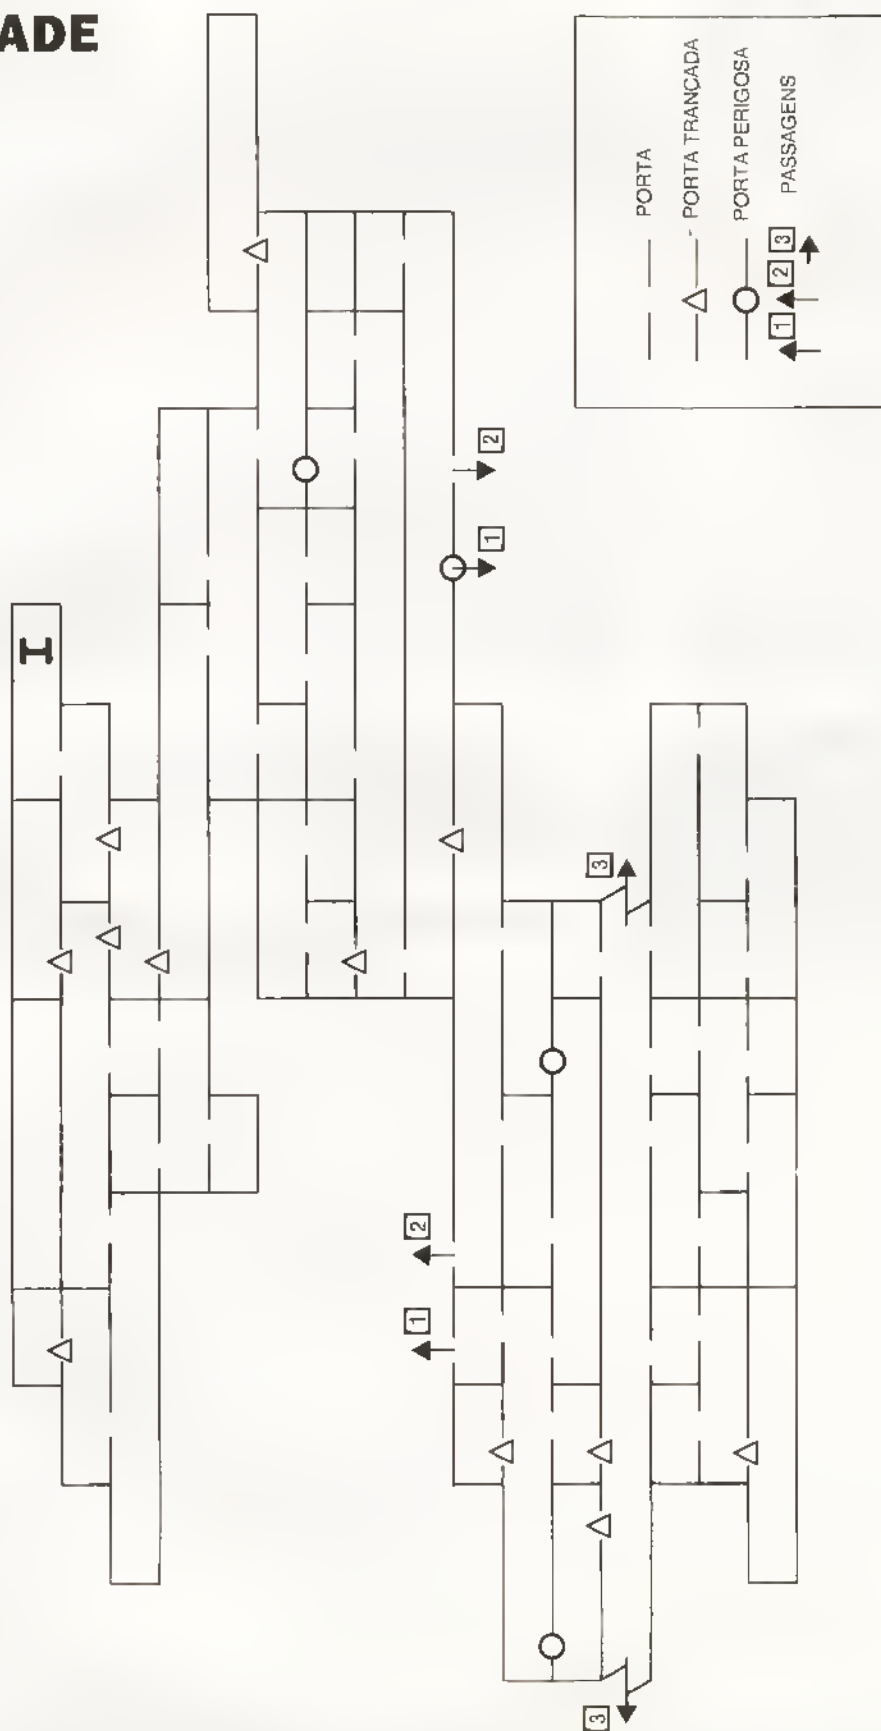 ADE
I
2
1
3
2
1
3
PORTA
PORTA TRANCADA
PORTA PERIGOSA
1 2 3 PASSAGENS